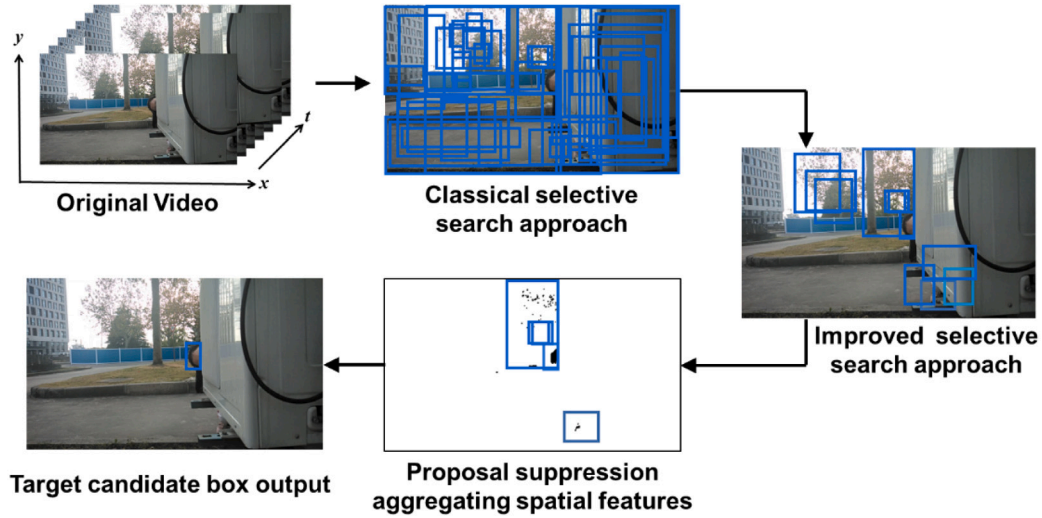 y
t
x
Original Video
Classical selective
search approach
Improved selective
search approach
Proposal suppression
aggregating spatial features
Target candidate box output